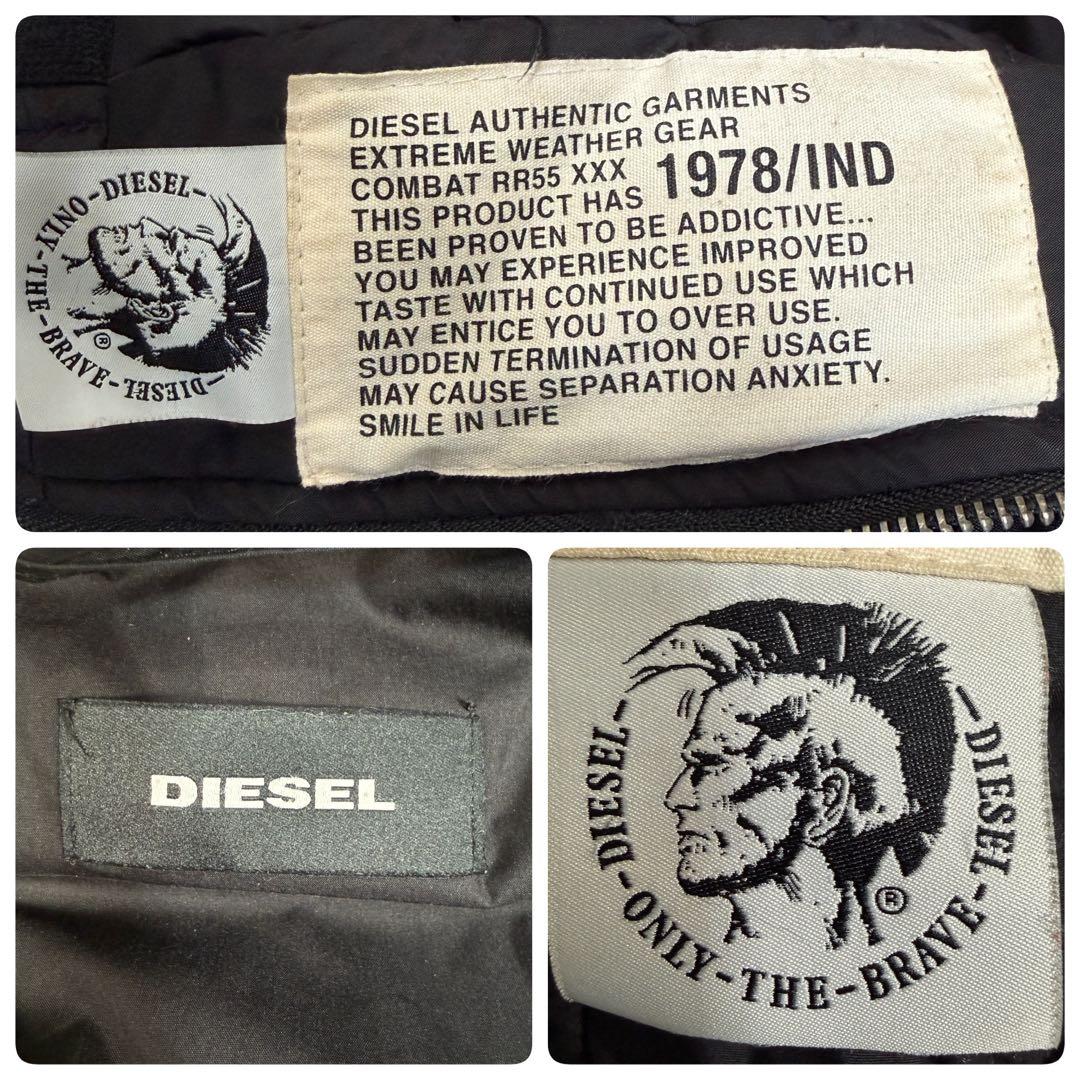 DIESEL AUTHENTIC GARMENTS
EXTREME WEATHER GEAR
COMBAT RR55 XXX 1978/IND
THIS PRODUCT HAS
BEEN PROVEN TO BE ADDICTIVE...
YOU MAY EXPERIENCE IMPROVED
TASTE WITH CONTINUED USE WHICH
MAY ENTICE YOU TO OVER USE.
SUDDEN TERMINATION OF USAGE
MAY CAUSE SEPARATION ANXIETY.
SMILE IN LIFE
DIESEL-ONLY-THE-BRAVE-DIESEL
®
DIESEL
DIESEL-ONLY-THE-BRAVE-DIESEL
®